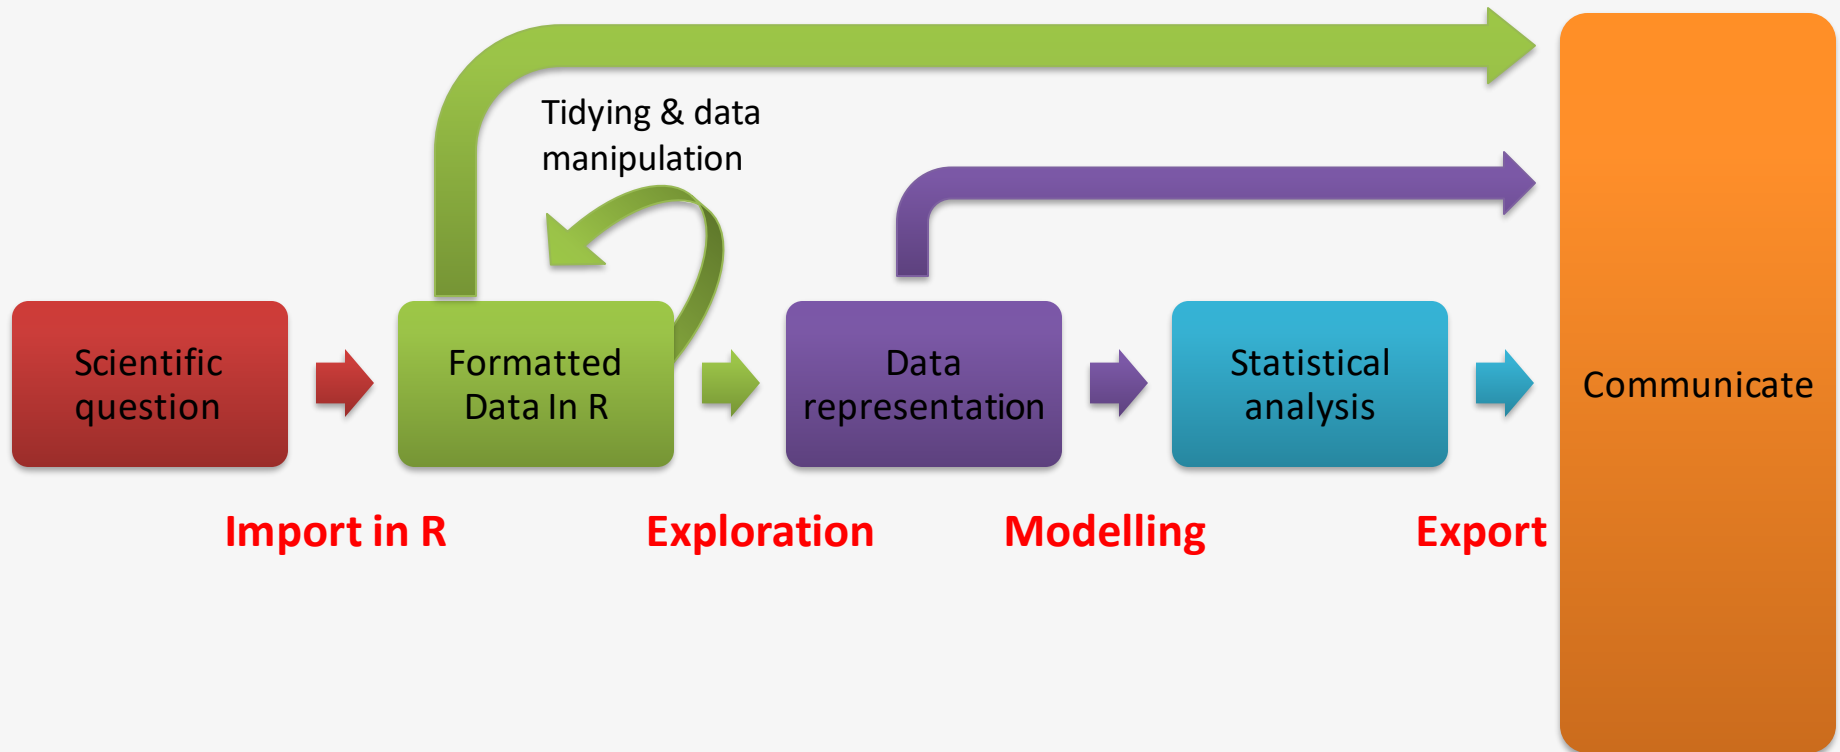 Tidying & data
manipulation
Scientific
question
Formatted
Data In R
Data
representation
Statistical
analysis
Communicate
Import in R
Exploration
Modelling
Export